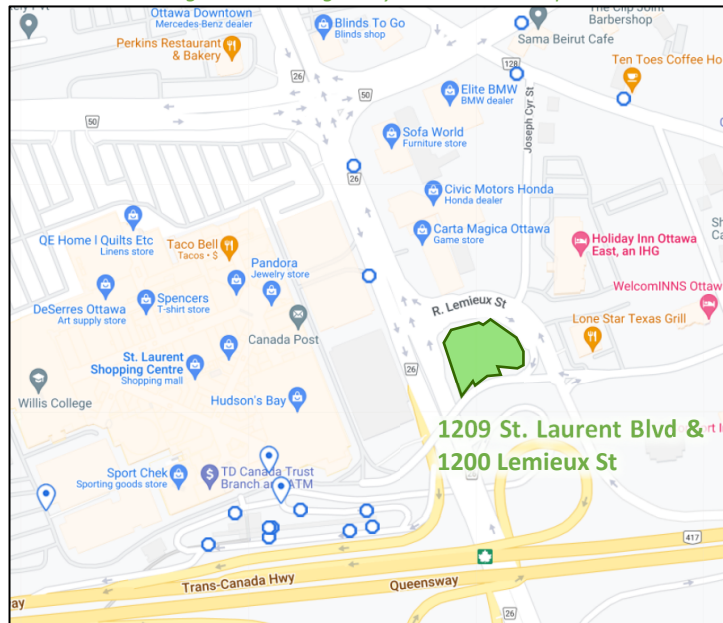 Ottawa Downtown
Mercedes-Benz dealer
Blinds To Go
Blinds shop
Barbershop
Sama Beirut Cafe
Perkins Restaurant
& Bakery
26
50
128
Ten Toes Coffee Ho
Elite BMW
BMW dealer
50
50
Joseph Cyr St
Sofa World
Furniture store
26
Civic Motors Honda
Honda dealer
QE Home | Quilts Etc
Linens store
Taco Bell
Tacos • $
Carta Magica Ottawa
Game store
Holiday Inn Ottawa
East, an IHG
Pandora
Jewelry store
DeSerres Ottawa
Art supply store
Spencers
T-shirt store
WelcomINNS Ottaw
R. Lemieux St
Canada Post
Lone Star Texas Grill
St. Laurent
Shopping Centre
Shopping mall
26
Willis College
Hudson's Bay
1209 St. Laurent Blvd &
1200 Lemieux St
Sport Chek
Sporting goods store
TD Canada Trust
Branch an ATM
417
Trans-Canada Hwy
Queensway
ay
26